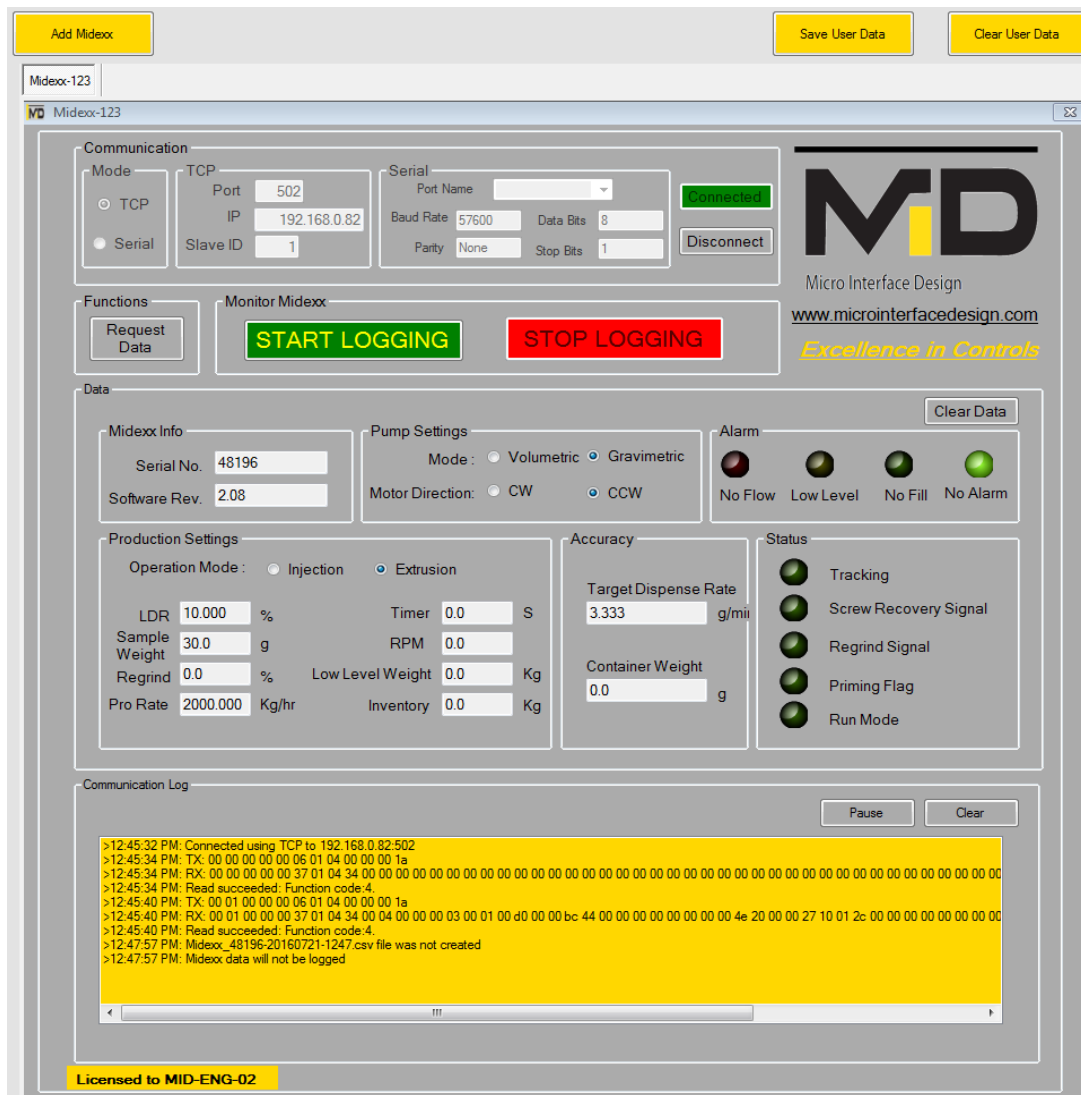 Add Midexx
Save User Data
Clear User Data
Midexx-123
MD Midexx-123
Communication
Mode
TCP
Serial
TCP
Port 502
IP 192.168.0.82
Slave ID 1
Serial
Port Name
Baud Rate 57600 Data Bits 8
Parity None Stop Bits 1
Connected
Disconnect
MiD
Micro Interface Design
www.microinterfacedesign.com
Excellence in Controls
Functions
Request
Data
Monitor Midexx
START LOGGING
STOP LOGGING
Data
Clear Data
Midexx Info
Serial No. 48196
Software Rev. 2.08
Pump Settings
Mode : Volumetric Gravimetric
Motor Direction: CW CCW
Alarm
No Flow Low Level No Fill No Alarm
Production Settings
Operation Mode : Injection Extrusion
LDR 10.000 % Timer 0.0 S
Sample
Weight 30.0 g RPM 0.0
Regrind 0.0 % Low Level Weight 0.0 Kg
Pro Rate 2000.000 Kg/hr Inventory 0.0 Kg
Accuracy
Target Dispense Rate
3.333 g/min
Container Weight
0.0 g
Status
Tracking
Screw Recovery Signal
Regrind Signal
Priming Flag
Run Mode
Communication Log
Pause
Clear
>12:45:32 PM: Connected using TCP to 192.168.0.82:502
>12:45:34 PM: TX: 00 00 00 00 00 06 01 04 00 00 00 1a
>12:45:34 PM: RX: 00 00 00 00 00 37 01 04 34 00 00 00 00 00 00 00 00 00 00 00 00 00 00 00 00 00 00 00 00 00 00 00 00 00 00 00 00 00 00 00 00 00 00 00
>12:45:34 PM: Read succeeded: Function code:4.
>12:45:40 PM: TX: 00 01 00 00 00 06 01 04 00 00 00 1a
>12:45:40 PM: RX: 00 01 00 00 00 37 01 04 34 00 04 00 00 00 03 00 01 00 d0 00 00 bc 44 00 00 00 00 00 00 00 00 4e 20 00 00 27 10 01 2c 00 00 00 00 00 00 00 00 00
>12:45:40 PM: Read succeeded: Function code:4.
>12:47:57 PM: Midexx_48196-20160721-1247.csv file was not created
>12:47:57 PM: Midexx data will not be logged
Licensed to MID-ENG-02